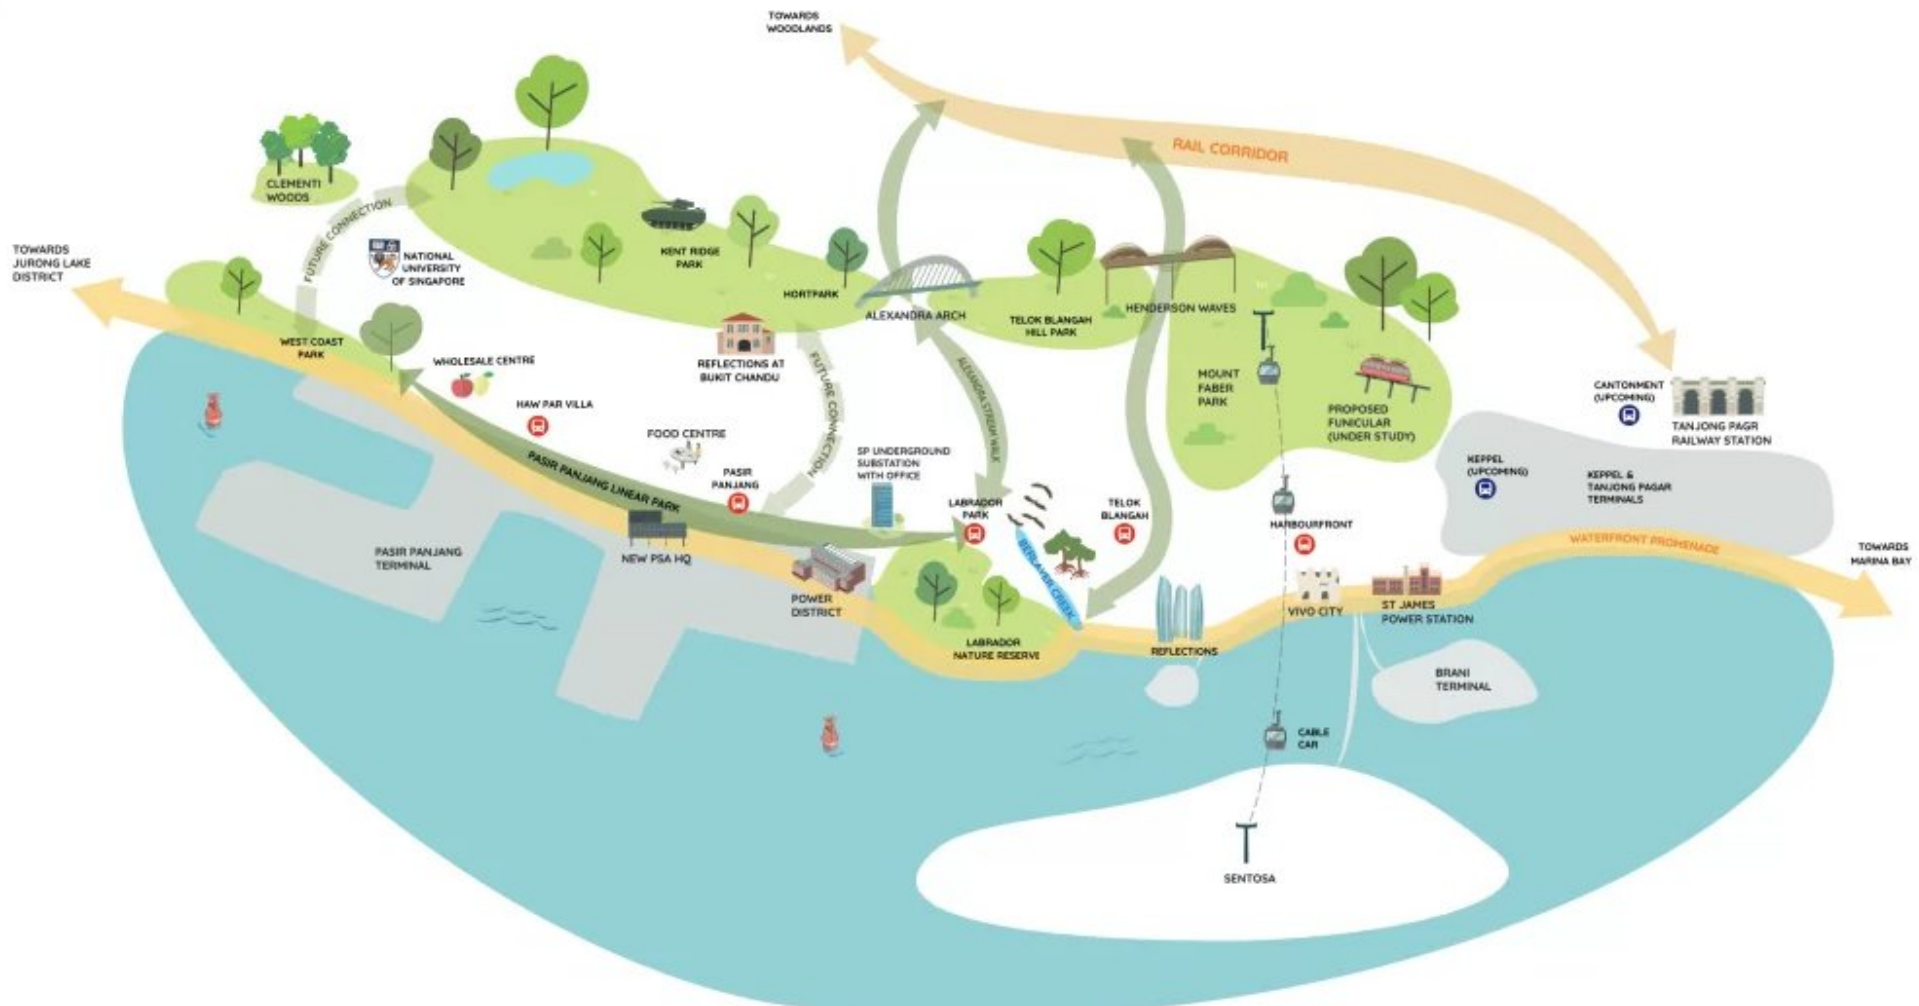 TOWARDS
WOODLANDS
RAIL CORRIDOR
CLEMENTI
WOODS
FUTURE CONNECTION
TOWARDS
JURONG LAKE
DISTRICT
NATIONAL
UNIVERSITY
OF SINGAPORE
KENT RIDGE
PARK
HORTPARK
ALEXANDRA ARCH
TELOK BLANGAH
HILL PARK
HENDERSON WAVES
WEST COAST
PARK
WHOLESALE CENTRE
REFLECTIONS AT
BUKIT CHANDU
FUTURE CONNECTION
ALEXANDRA STREAM WALK
MOUNT
FABER
PARK
PROPOSED
FUNICULAR
(UNDER STUDY)
CANTONMENT
(UPCOMING)
TANJONG PAGR
RAILWAY STATION
HAW PAR VILLA
FOOD CENTRE
PASIR PANJANG LINEAR PARK
PASIR
PANJANG
SP UNDERGROUND
SUBSTATION
WITH OFFICE
LABRADOR
PARK
TELOK
BLANGAH
HARBOURFRONT
KEPPEL
(UPCOMING)
KEPPEL &
TANJONG PAGAR
TERMINALS
WATERFRONT PROMENADE
TOWARDS
MARINA BAY
PASIR PANJANG
TERMINAL
NEW PSA HQ
POWER
DISTRICT
BERLAYER CREEK
LABRADOR
NATURE RESERVE
REFLECTIONS
VIVO CITY
ST JAMES
POWER STATION
BRANI
TERMINAL
CABLE
CAR
SENTOSA